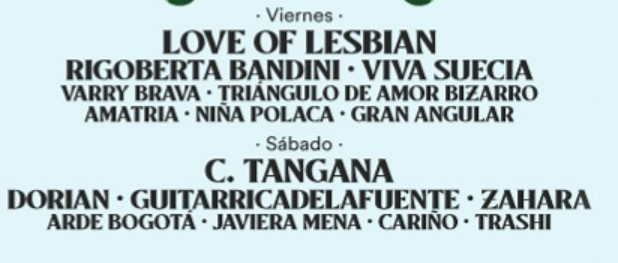 · Viernes ·
LOVE OF LESBIAN
RIGOBERTA BANDINI · VIVA SUECIA
VARRY BRAVA · TRIÁNGULO DE AMOR BIZARRO
AMATRIA · NIÑA POLACA · GRAN ANGULAR
· Sábado ·
C. TANGANA
DORIAN · GUITARRICADELAFUENTE · ZAHARA
ARDE BOGOTÁ · JAVIERA MENA · CARIÑO · TRASHI